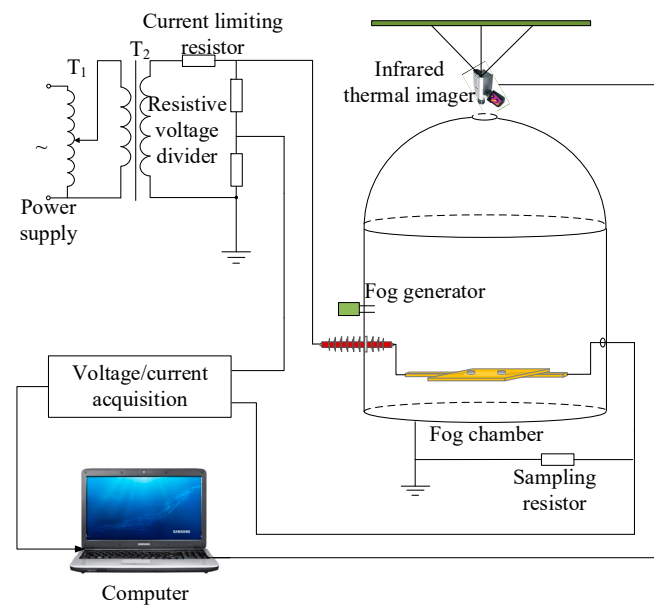 Current limiting
resistor
T1
T2
Infrared
thermal imager
Resistive
voltage
divider
~
Power
supply
Fog generator
Voltage/current
acquisition
Fog chamber
Sampling
resistor
SAMSUNG
SAMSUNG
Computer